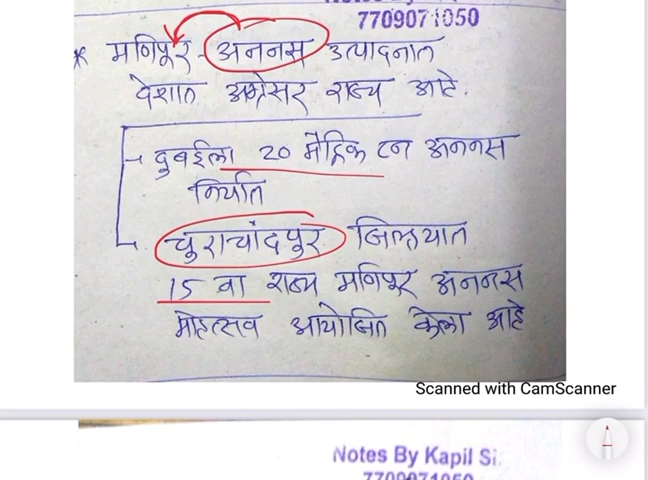 7709071050
* मणिपूर - अननस उत्पादनात
देशात अग्रेसर राज्य आहे.
→ दुबईला 20 मेट्रिक टन अननस
निर्यात
चुराचांदपुर जिल्ह्यात
15 वा राज्य मणिपूर अननस
महोत्सव आयोजित केला आहे
Scanned with CamScanner
Notes By Kapil Si.
7709071050